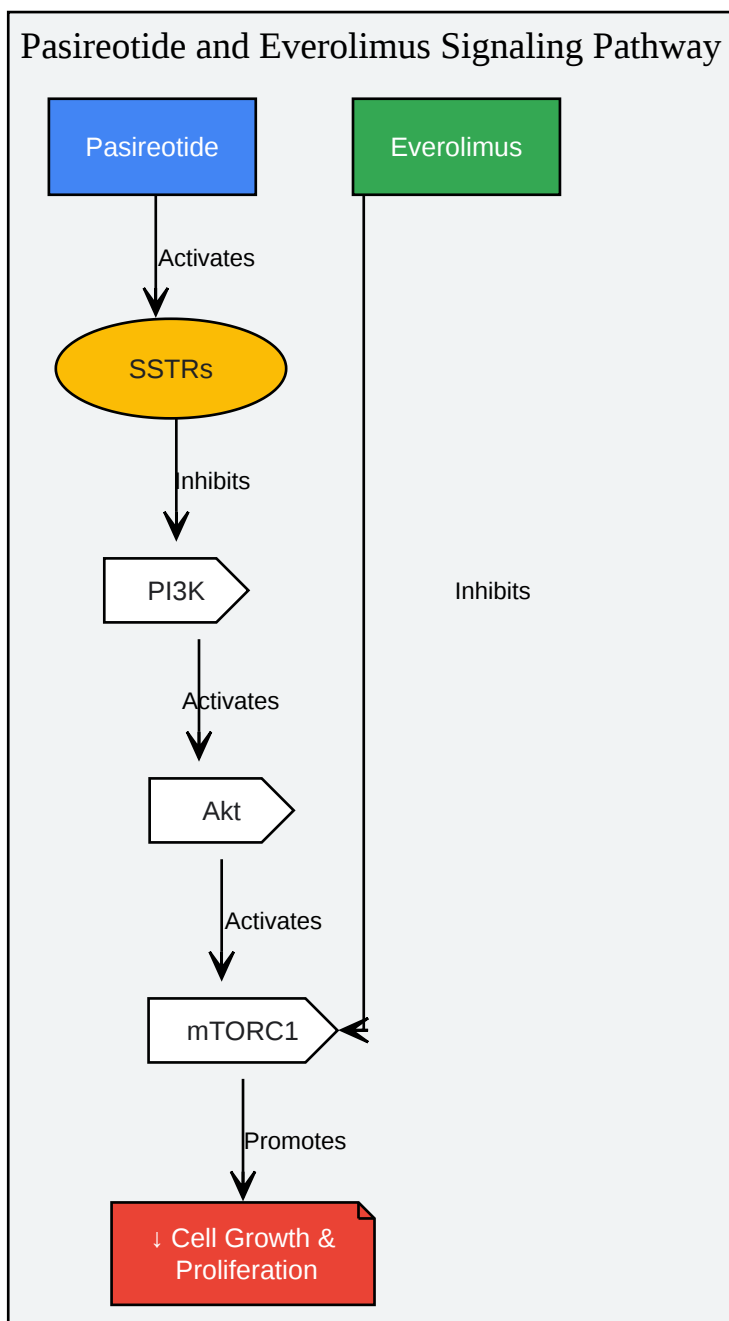 Pasireotide and Everolimus Signaling Pathway
Pasireotide
Everolimus
Activates
SSTRs
Inhibits
PI3K
Inhibits
Activates
Akt
Activates
mTORC1
Promotes
↓ Cell Growth &
Proliferation